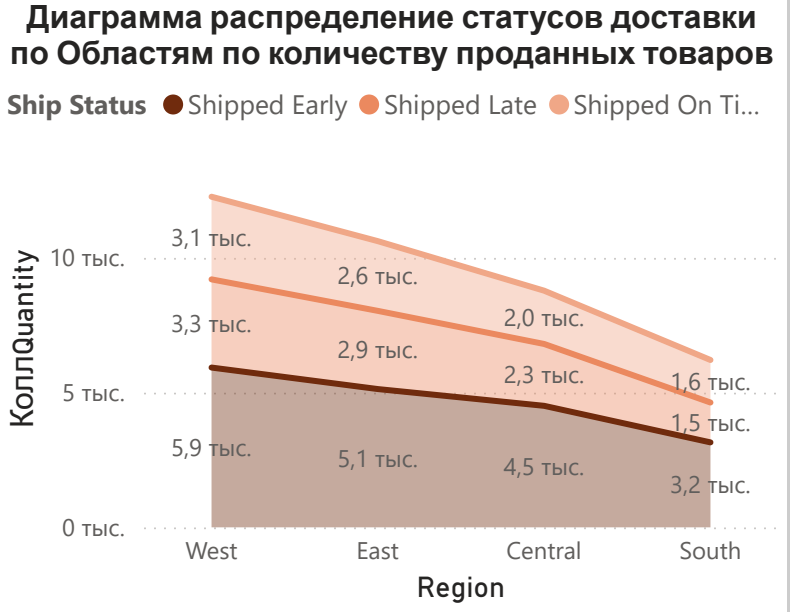 Диаграмма распределение статусов доставки
по Областям по количеству проданных товаров
Ship Status Shipped Early Shipped Late Shipped On Ti...
КоллQuantity
10 тыс.
5 тыс.
0 тыс.
3,1 тыс.
2,6 тыс.
2,0 тыс.
1,6 тыс.
3,3 тыс.
2,9 тыс.
2,3 тыс.
1,5 тыс.
5,9 тыс.
5,1 тыс.
4,5 тыс.
3,2 тыс.
West East Central South
Region